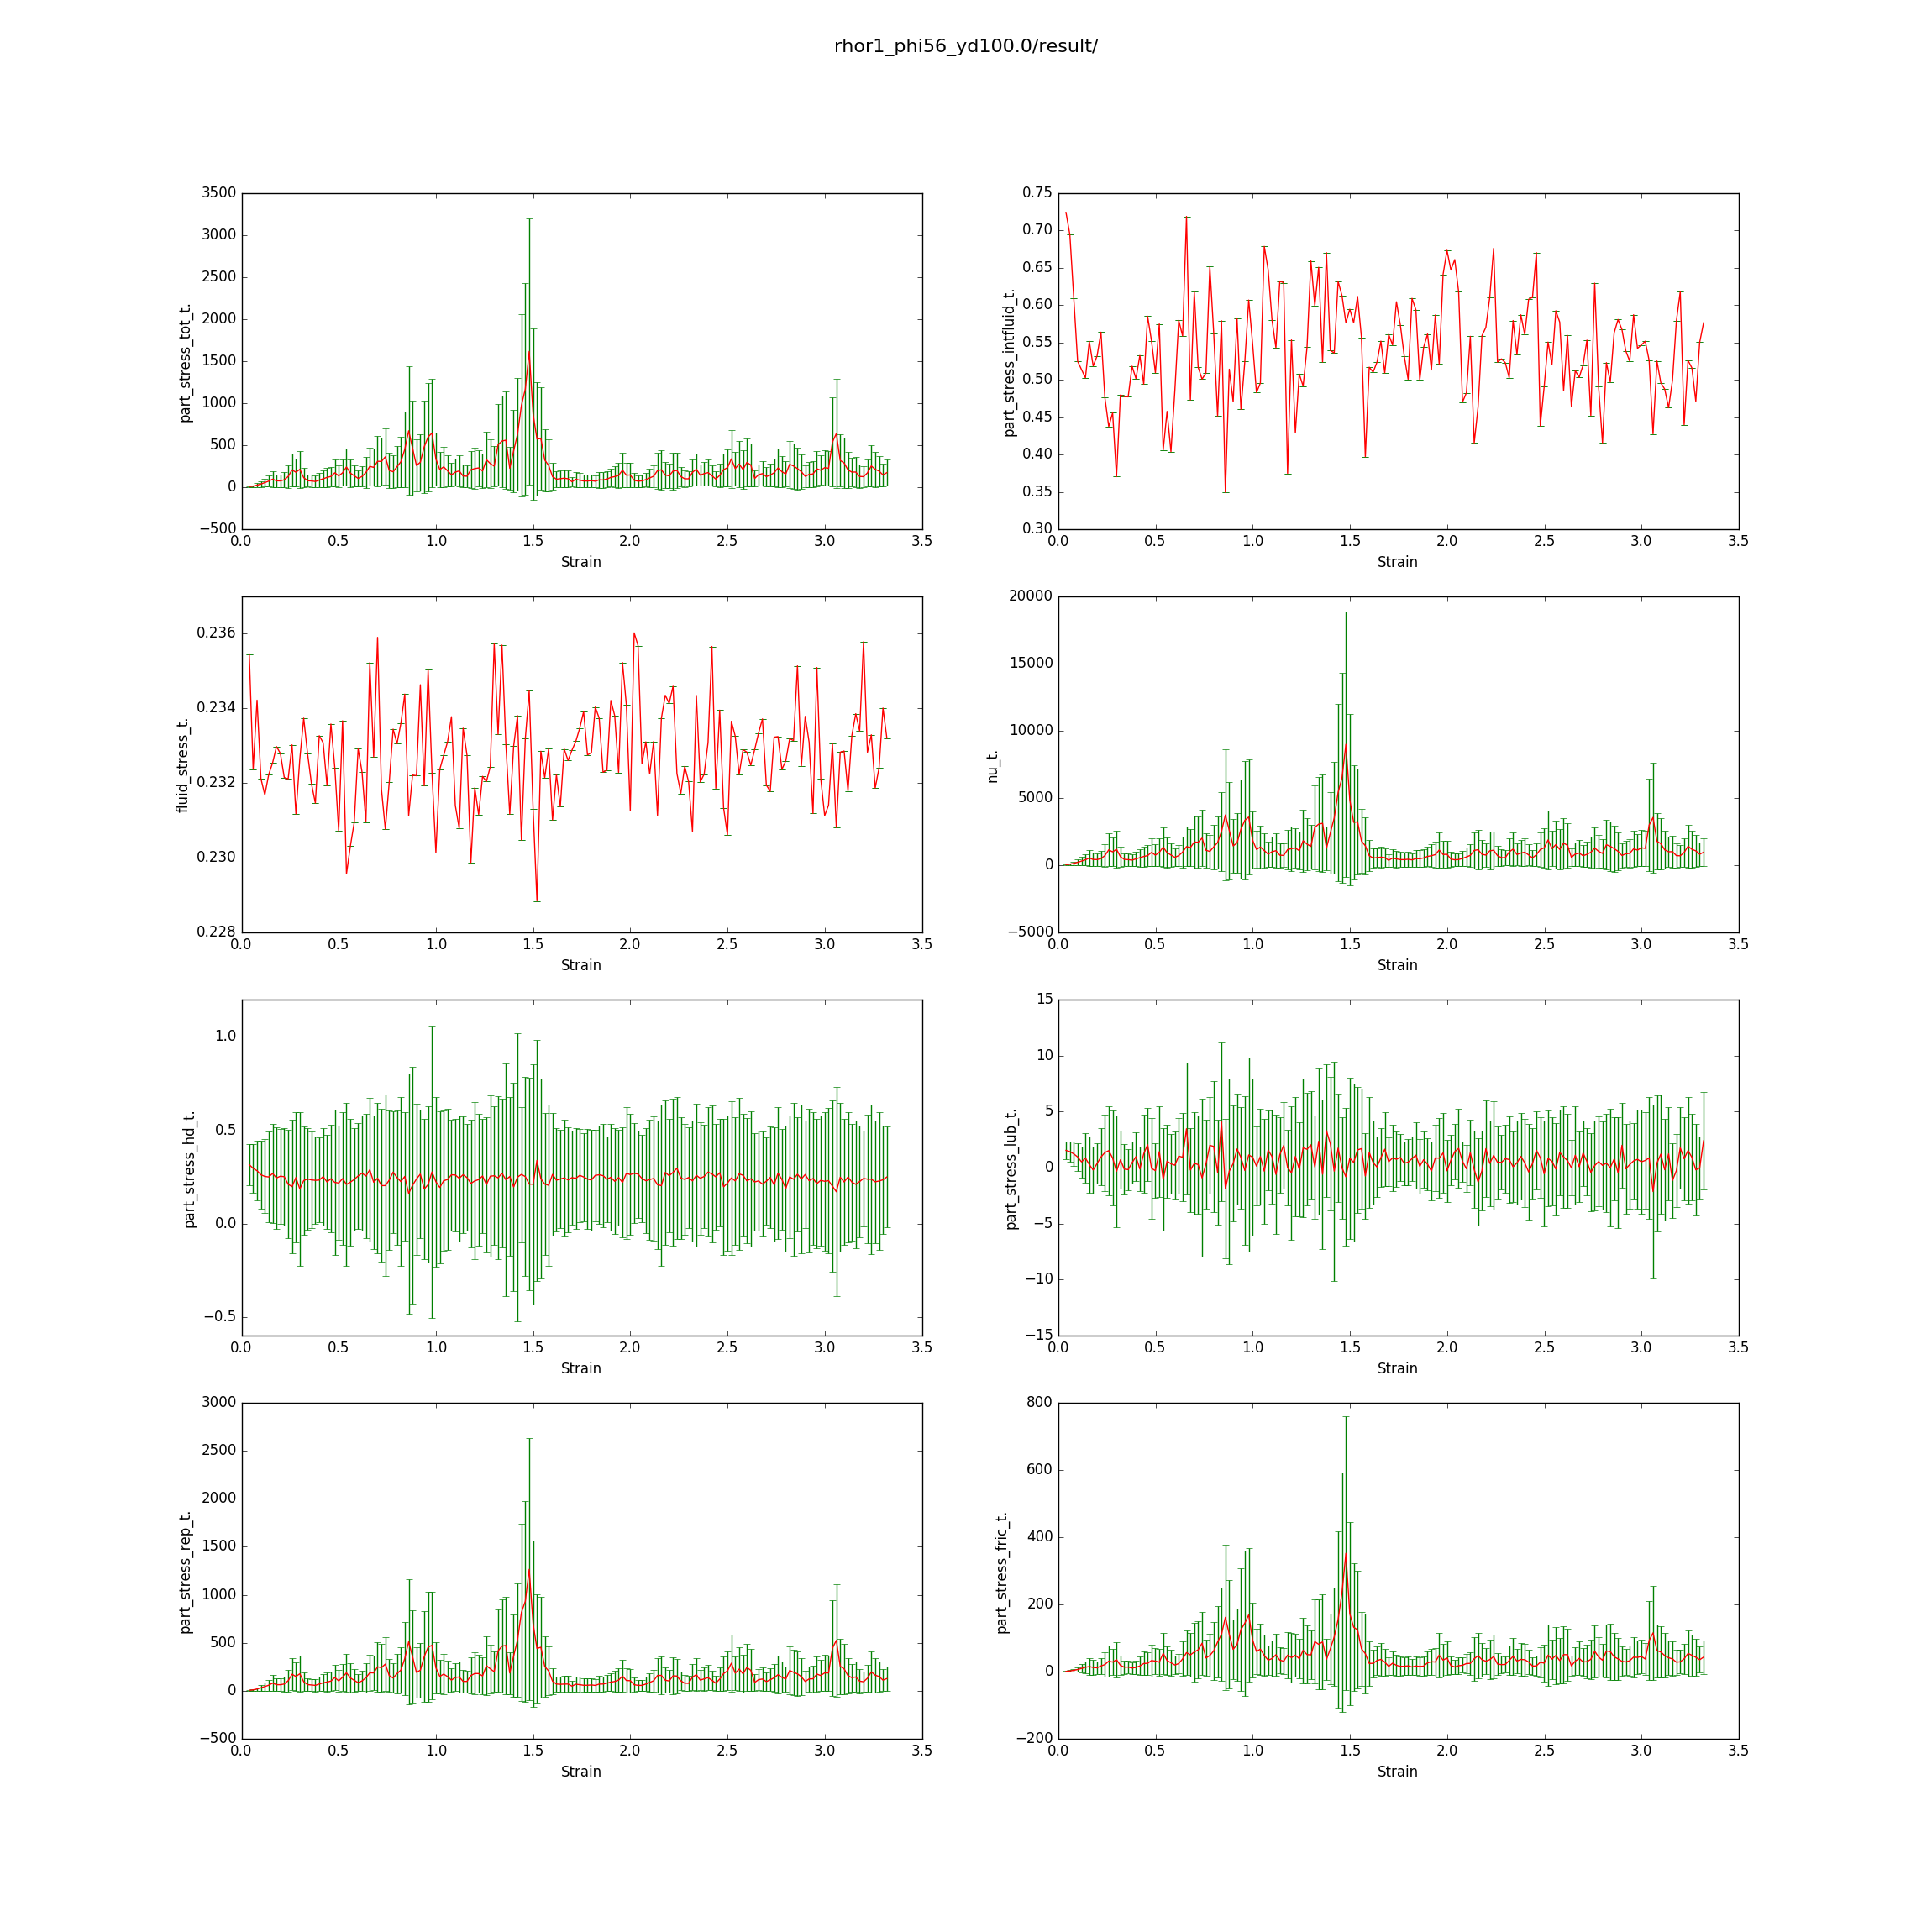 rhor1_phi56_yd100.0/result/
3500
3000
2500
2000
1500
1000
500
0
−500
part_stress_tot_t.
0.0 0.5 1.0 1.5 2.0 2.5 3.0 3.5
Strain
0.75
0.70
0.65
0.60
0.55
0.50
0.45
0.40
0.35
0.30
part_stress_intfluid_t.
0.0 0.5 1.0 1.5 2.0 2.5 3.0 3.5
Strain
0.236
0.234
0.232
0.230
0.228
fluid_stress_t.
0.0 0.5 1.0 1.5 2.0 2.5 3.0 3.5
Strain
20000
15000
10000
5000
0
−5000
nu_t.
0.0 0.5 1.0 1.5 2.0 2.5 3.0 3.5
Strain
1.0
0.5
0.0
−0.5
part_stress_hd_t.
0.0 0.5 1.0 1.5 2.0 2.5 3.0 3.5
Strain
15
10
5
0
−5
−10
−15
part_stress_lub_t.
0.0 0.5 1.0 1.5 2.0 2.5 3.0 3.5
Strain
3000
2500
2000
1500
1000
500
0
−500
part_stress_rep_t.
0.0 0.5 1.0 1.5 2.0 2.5 3.0 3.5
Strain
800
600
400
200
0
−200
part_stress_fric_t.
0.0 0.5 1.0 1.5 2.0 2.5 3.0 3.5
Strain